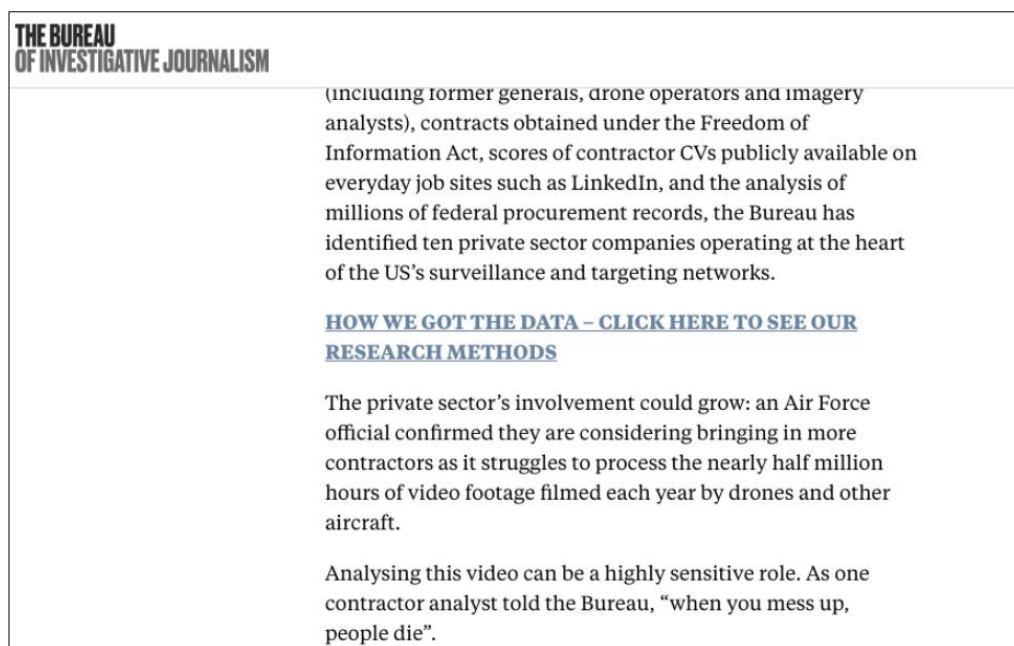 THE BUREAU
OF INVESTIGATIVE JOURNALISM
(including former generals, drone operators and imagery
analysts), contracts obtained under the Freedom of
Information Act, scores of contractor CVs publicly available on
everyday job sites such as LinkedIn, and the analysis of
millions of federal procurement records, the Bureau has
identified ten private sector companies operating at the heart
of the US’s surveillance and targeting networks.
HOW WE GOT THE DATA – CLICK HERE TO SEE OUR
RESEARCH METHODS
The private sector’s involvement could grow: an Air Force
official confirmed they are considering bringing in more
contractors as it struggles to process the nearly half million
hours of video footage filmed each year by drones and other
aircraft.
Analysing this video can be a highly sensitive role. As one
contractor analyst told the Bureau, “when you mess up,
people die”.